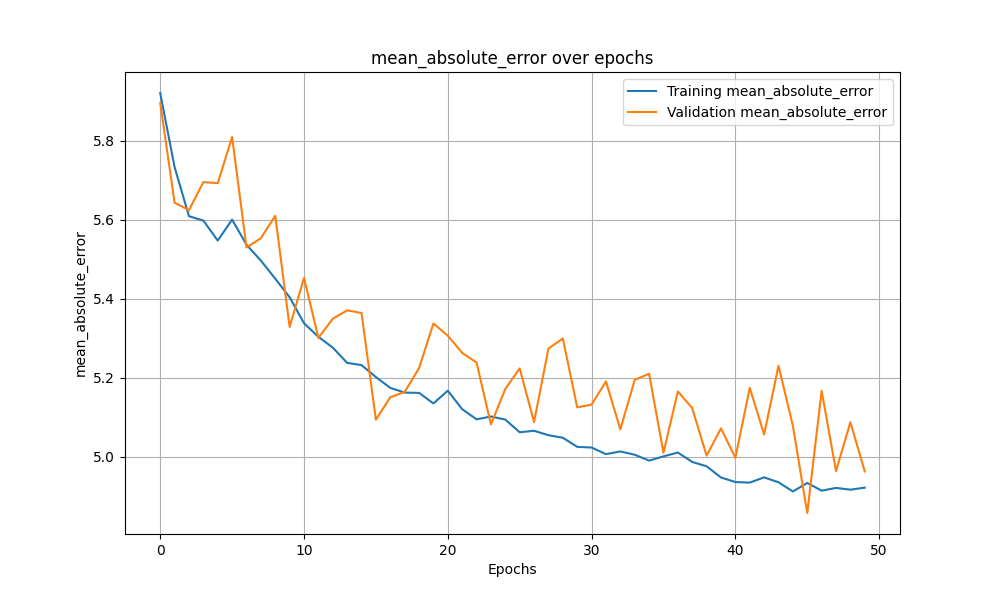 mean_absolute_error over epochs
Training mean_absolute_error
Validation mean_absolute_error
mean_absolute_error
5.8
5.6
5.4
5.2
5.0
0
10
20
30
40
50
Epochs